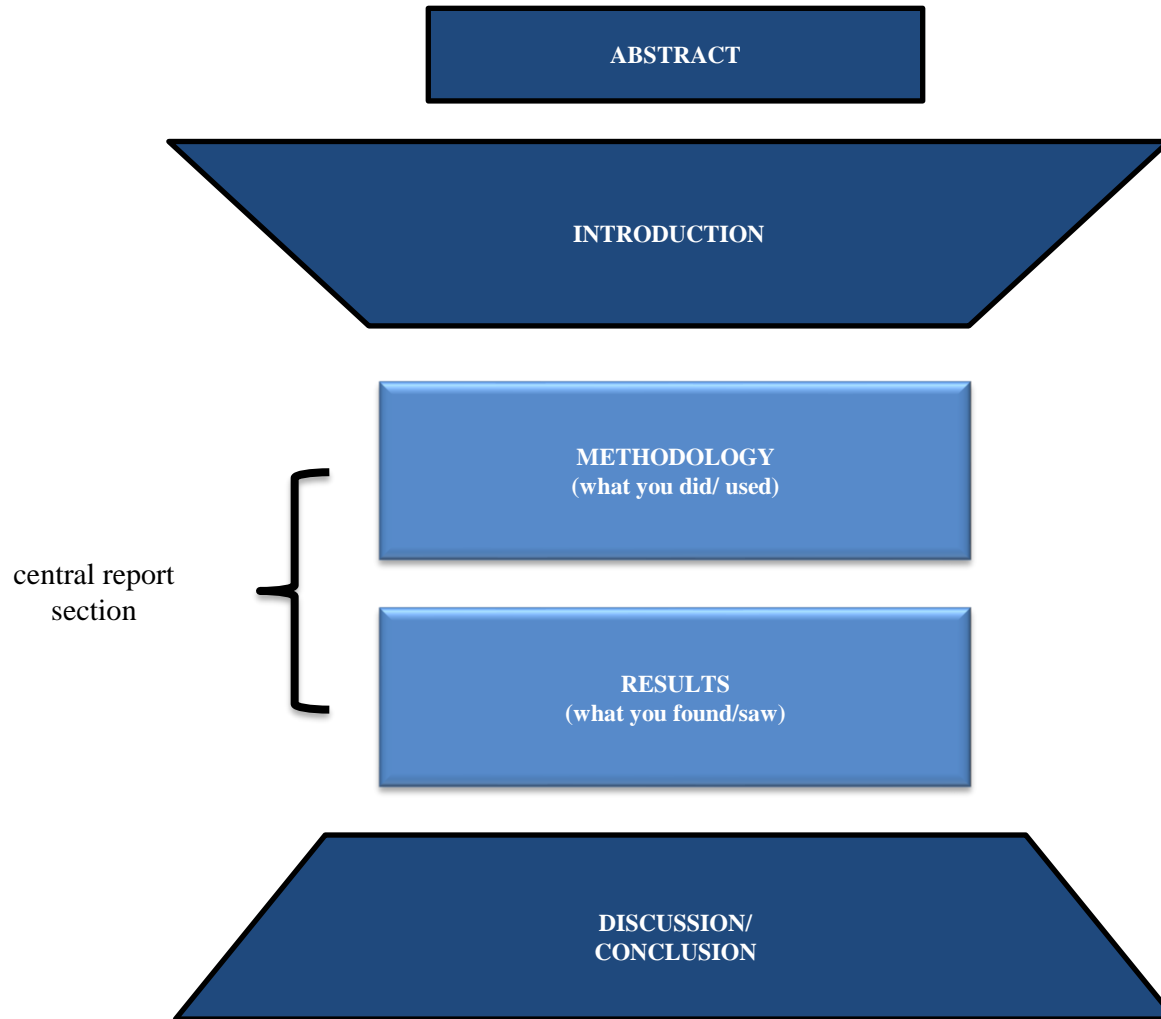 ABSTRACT
INTRODUCTION
METHODOLOGY
(what you did/ used)
central report
section
RESULTS
(what you found/saw)
DISCUSSION/
CONCLUSION